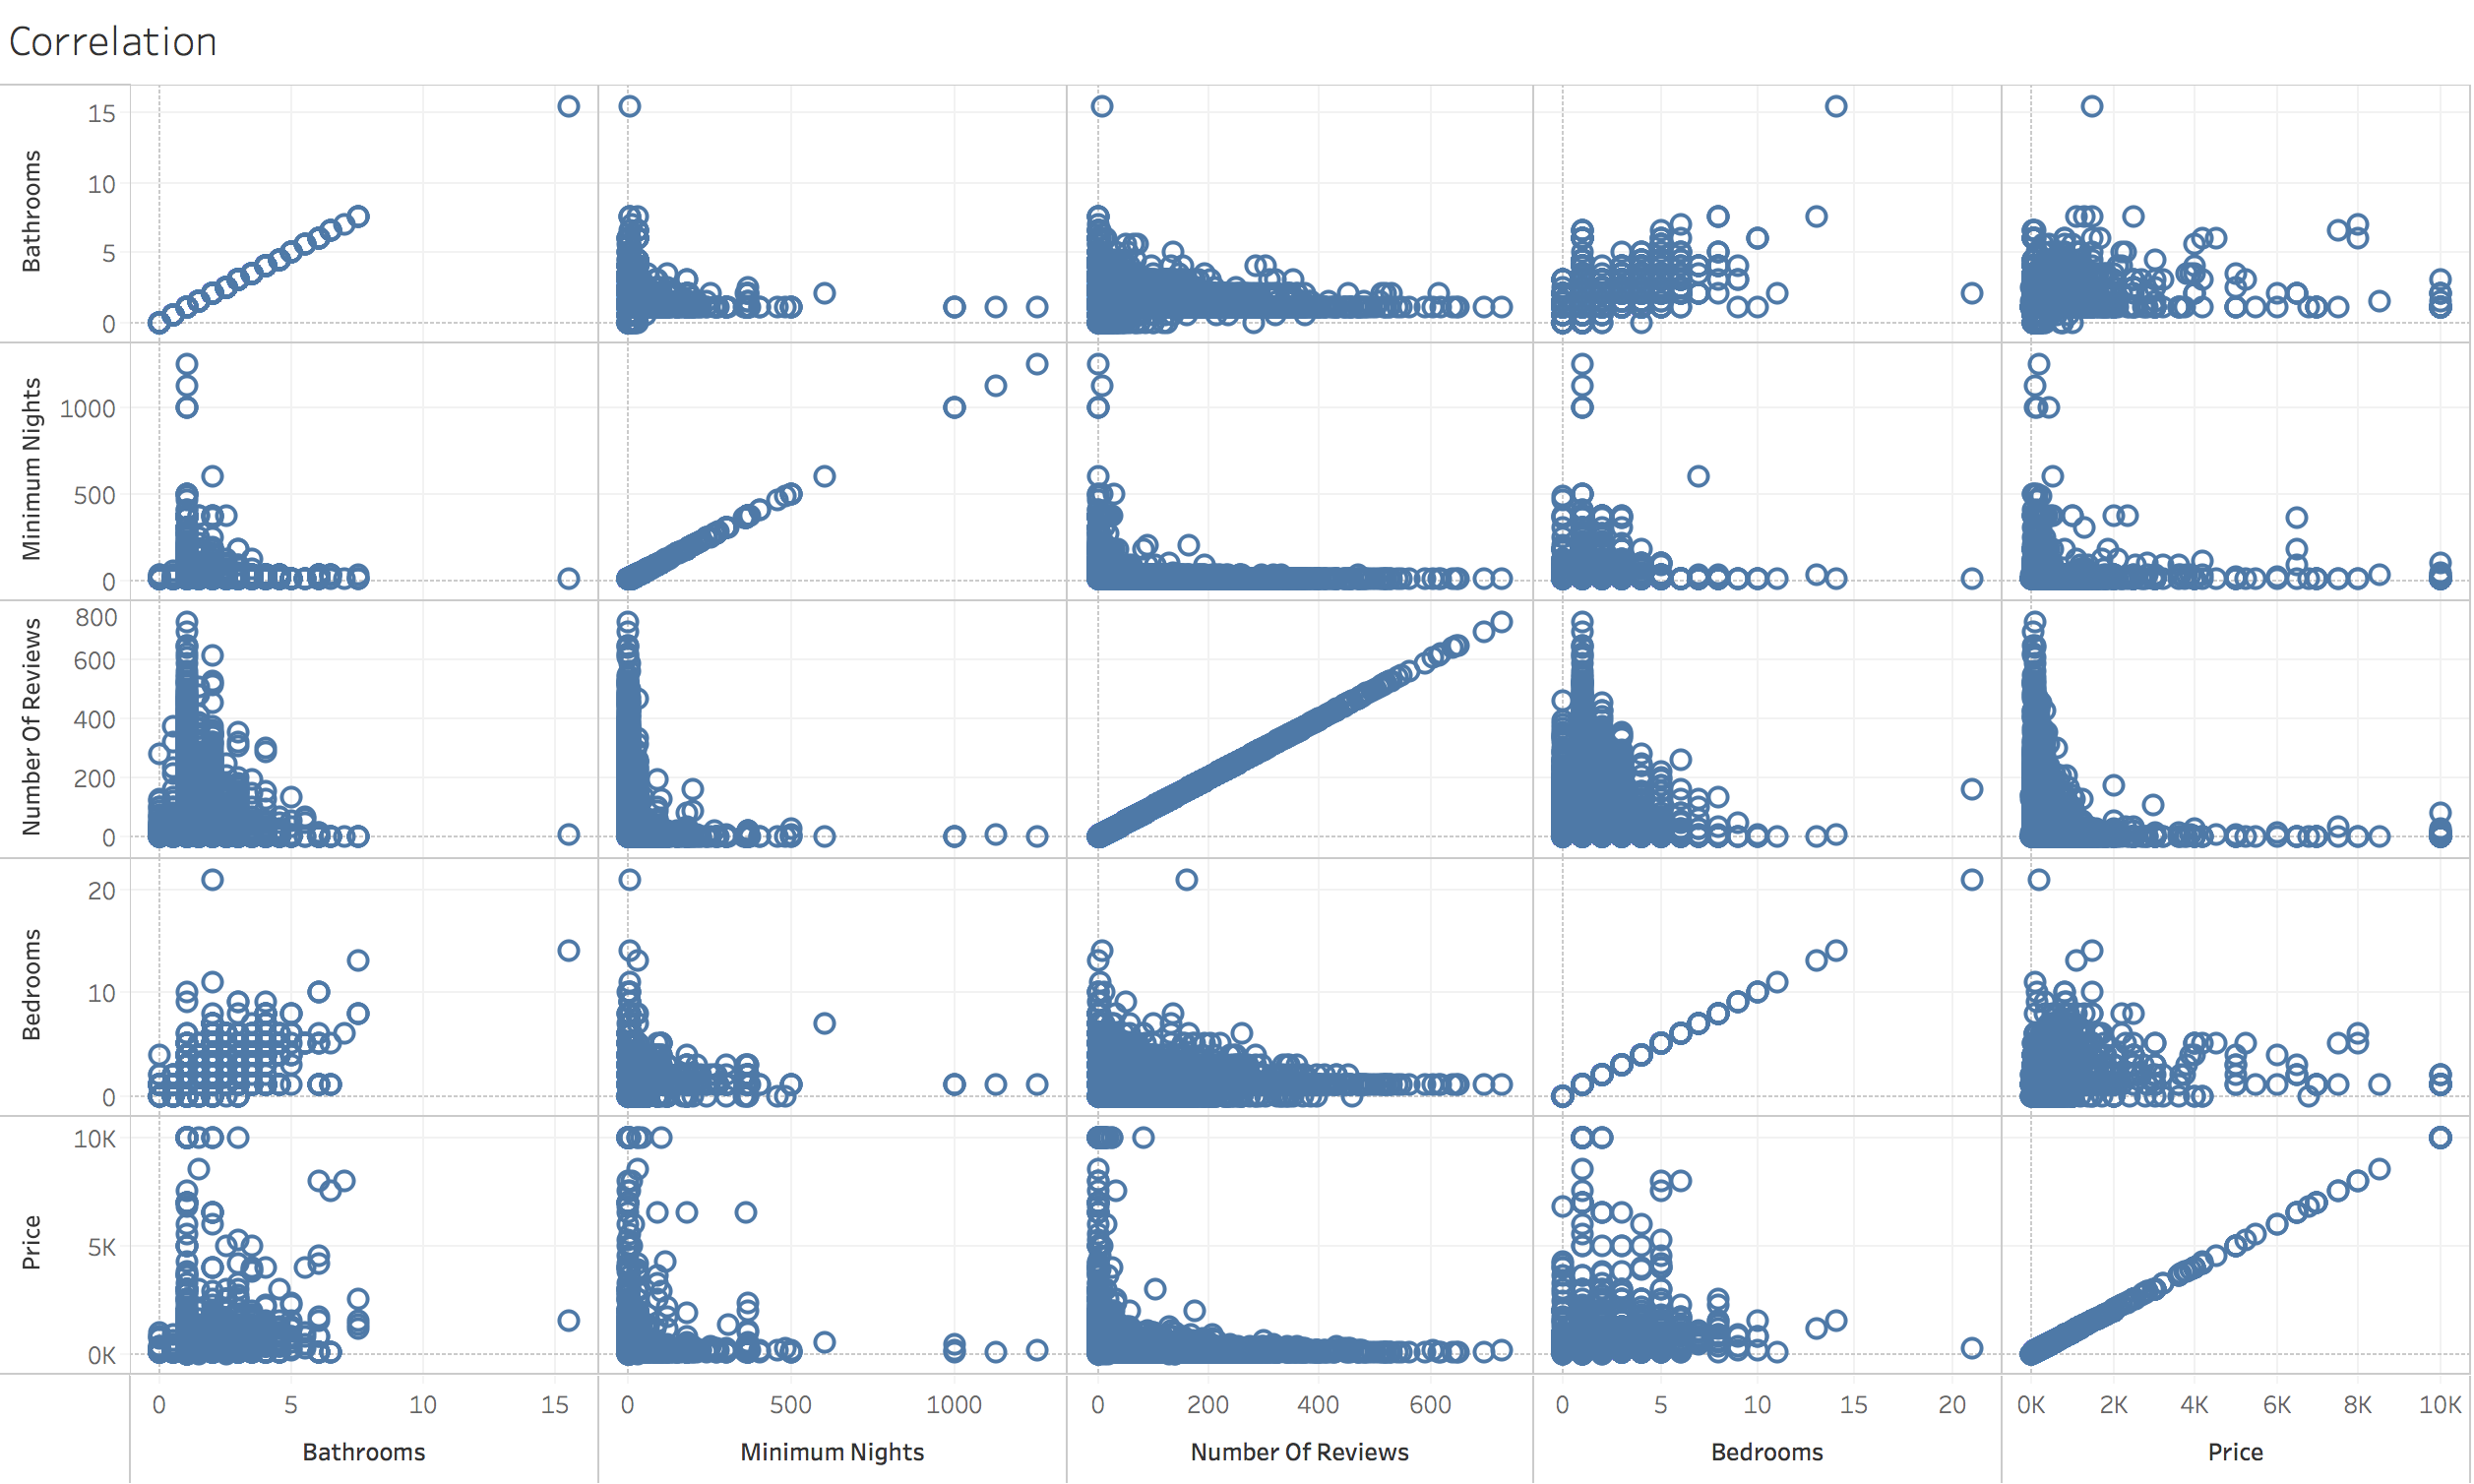 Correlation
15
10
5
0
Bathrooms
1000
500
0
Minimum Nights
800
600
400
200
0
Number Of Reviews
20
10
0
Bedrooms
10K
5K
0K
Price
0 5 10 15 0 500 1000 0 200 400 600 0 5 10 15 20 0K 2K 4K 6K 8K 10K
Bathrooms Minimum Nights Number Of Reviews Bedrooms Price